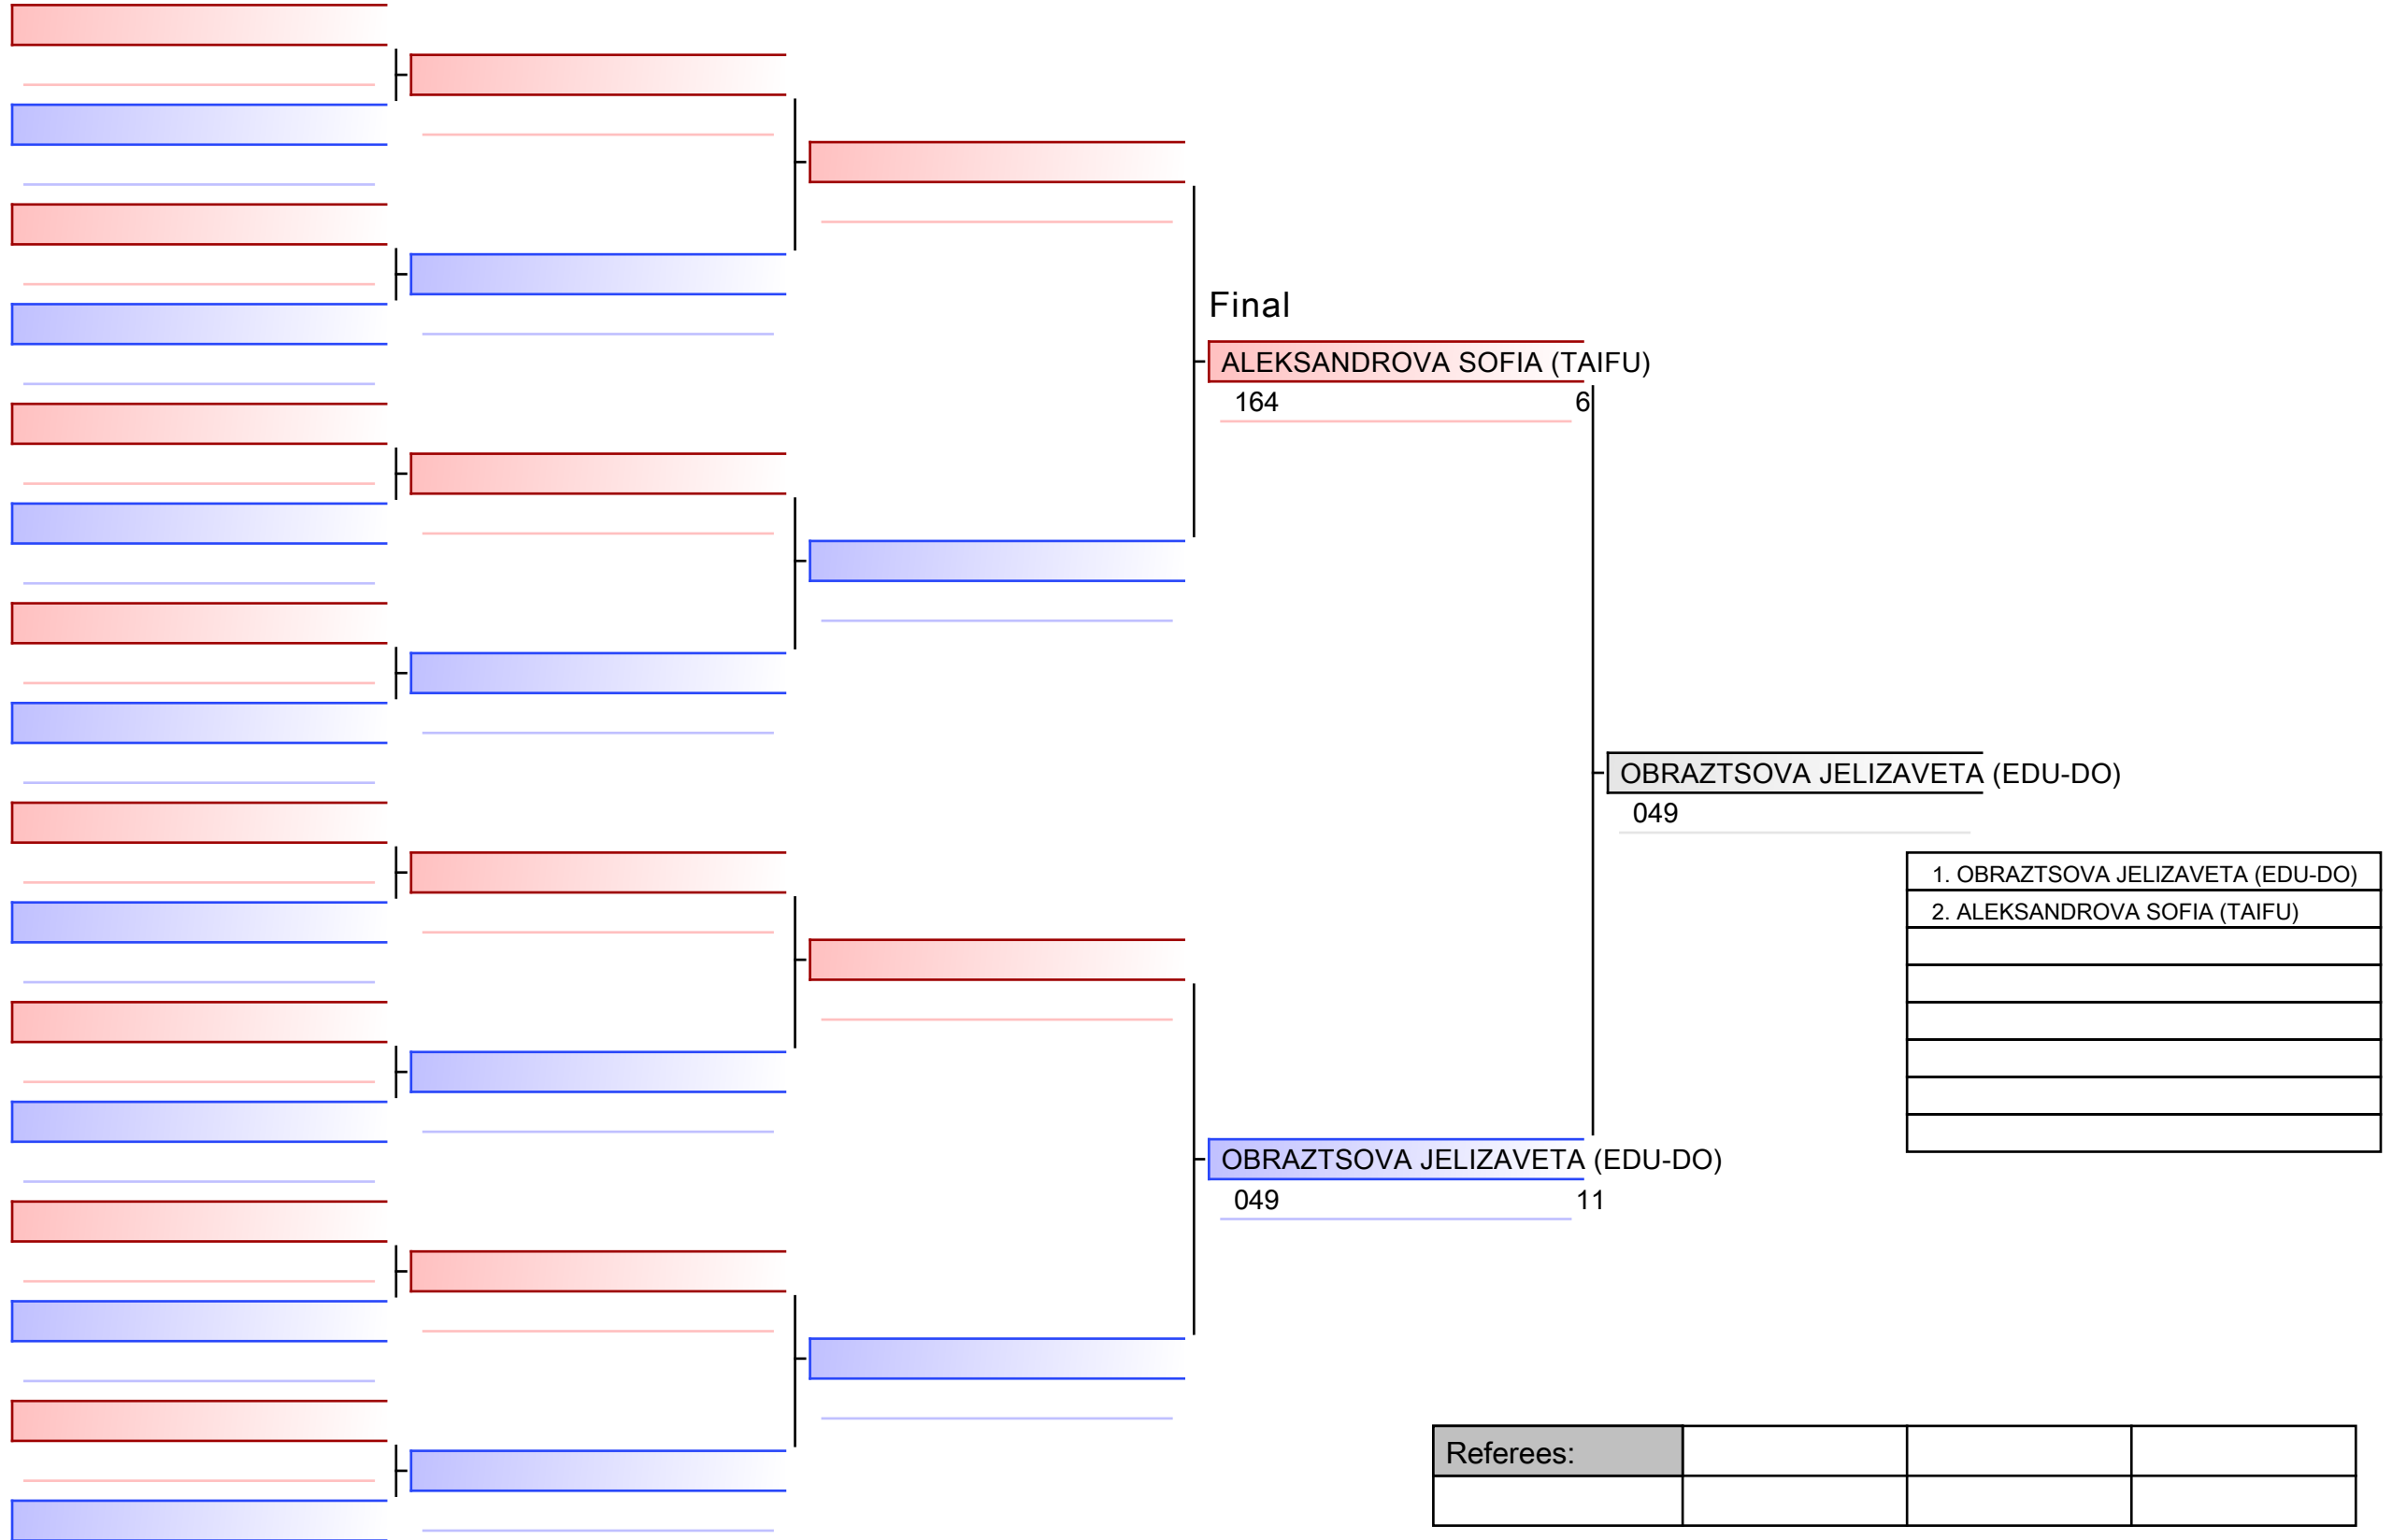 Final
ALEKSANDROVA SOFIA (TAIFU)
164 6
OBRAZTSOVA JELIZAVETA (EDU-DO)
049
1. OBRAZTSOVA JELIZAVETA (EDU-DO)
2. ALEKSANDROVA SOFIA (TAIFU)
OBRAZTSOVA JELIZAVETA (EDU-DO)
049 11
Referees: